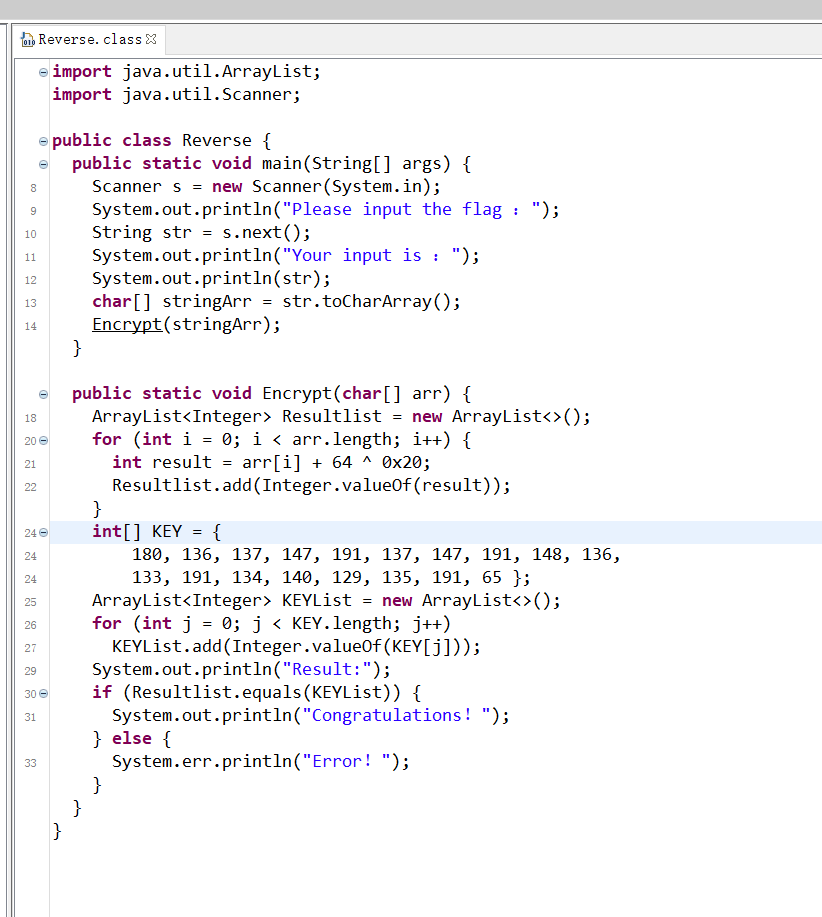 Reverse.class
import java.util.ArrayList;
import java.util.Scanner;
public class Reverse {
public static void main(String[] args) {
8 Scanner s = new Scanner(System.in);
9 System.out.println("Please input the flag ：");
10 String str = s.next();
11 System.out.println("Your input is ：");
12 System.out.println(str);
13 char[] stringArr = str.toCharArray();
14 Encrypt(stringArr);
}
public static void Encrypt(char[] arr) {
18 ArrayList<Integer> Resultlist = new ArrayList<>();
20 for (int i = 0; i < arr.length; i++) {
21 int result = arr[i] + 64 ^ 0x20;
22 Resultlist.add(Integer.valueOf(result));
}
24 int[] KEY = {
24 180, 136, 137, 147, 191, 137, 147, 191, 148, 136,
24 133, 191, 134, 140, 129, 135, 191, 65 };
25 ArrayList<Integer> KEYList = new ArrayList<>();
26 for (int j = 0; j < KEY.length; j++)
27 KEYList.add(Integer.valueOf(KEY[j]));
29 System.out.println("Result:");
30 if (Resultlist.equals(KEYList)) {
31 System.out.println("Congratulations！");
} else {
33 System.err.println("Error！");
}
}
}